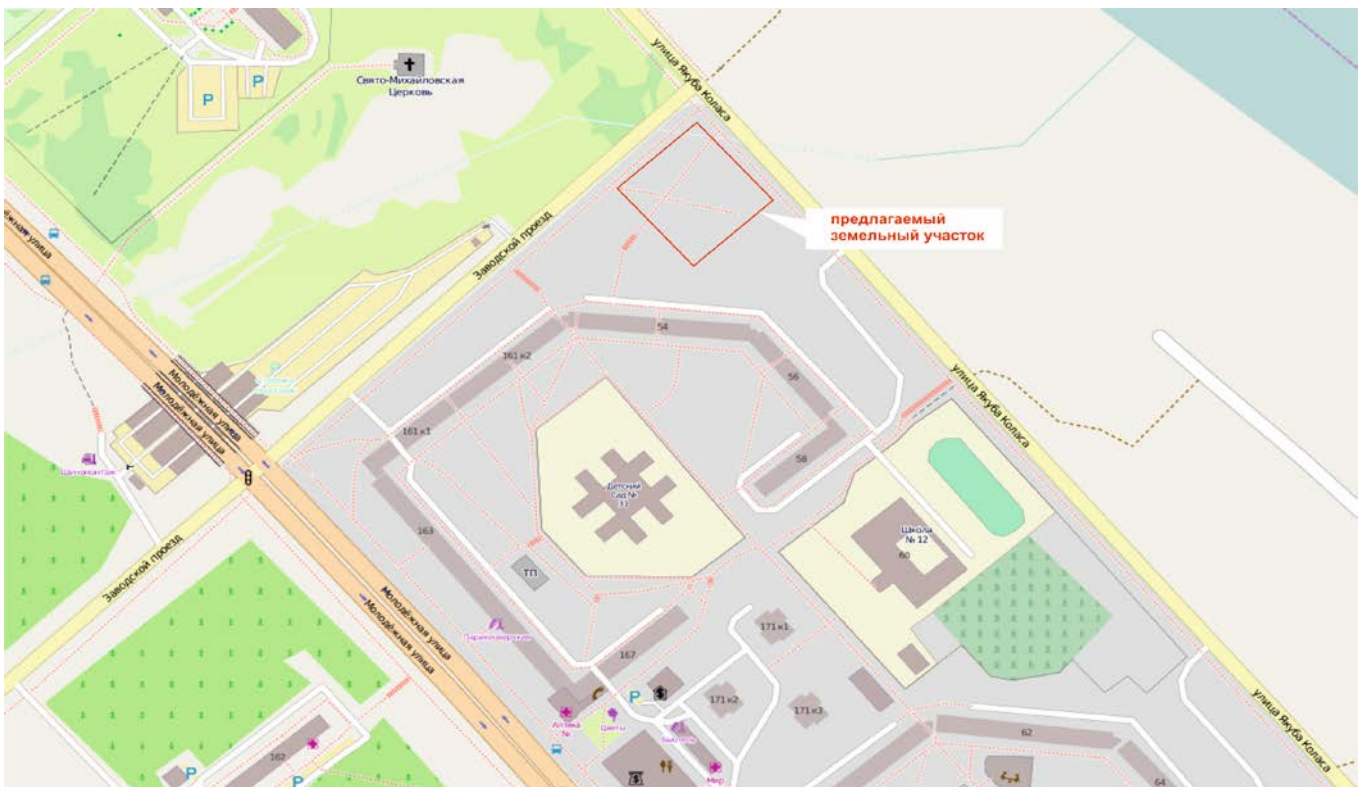 улица Якуба Коласа
✝
Свято-Михайловская
Церковь
P
P
предлагаемый
земельный участок
Заводской проезд
54
161 к2
56
161 к1
58
улица Якуба Коласа
Молодёжная улица
Молодёжная улица
Шиномонтаж
Детский
Сад №
31
Школа
№ 12
60
163
ТП
Заводской проезд
Молодёжная улица
Молодёжная улица
Парикмахерская
171 к1
167
P
171 к2
171 к3
Аптека
№
Цветы
162
P
P
Мир
62
64
улица Якуба Коласа